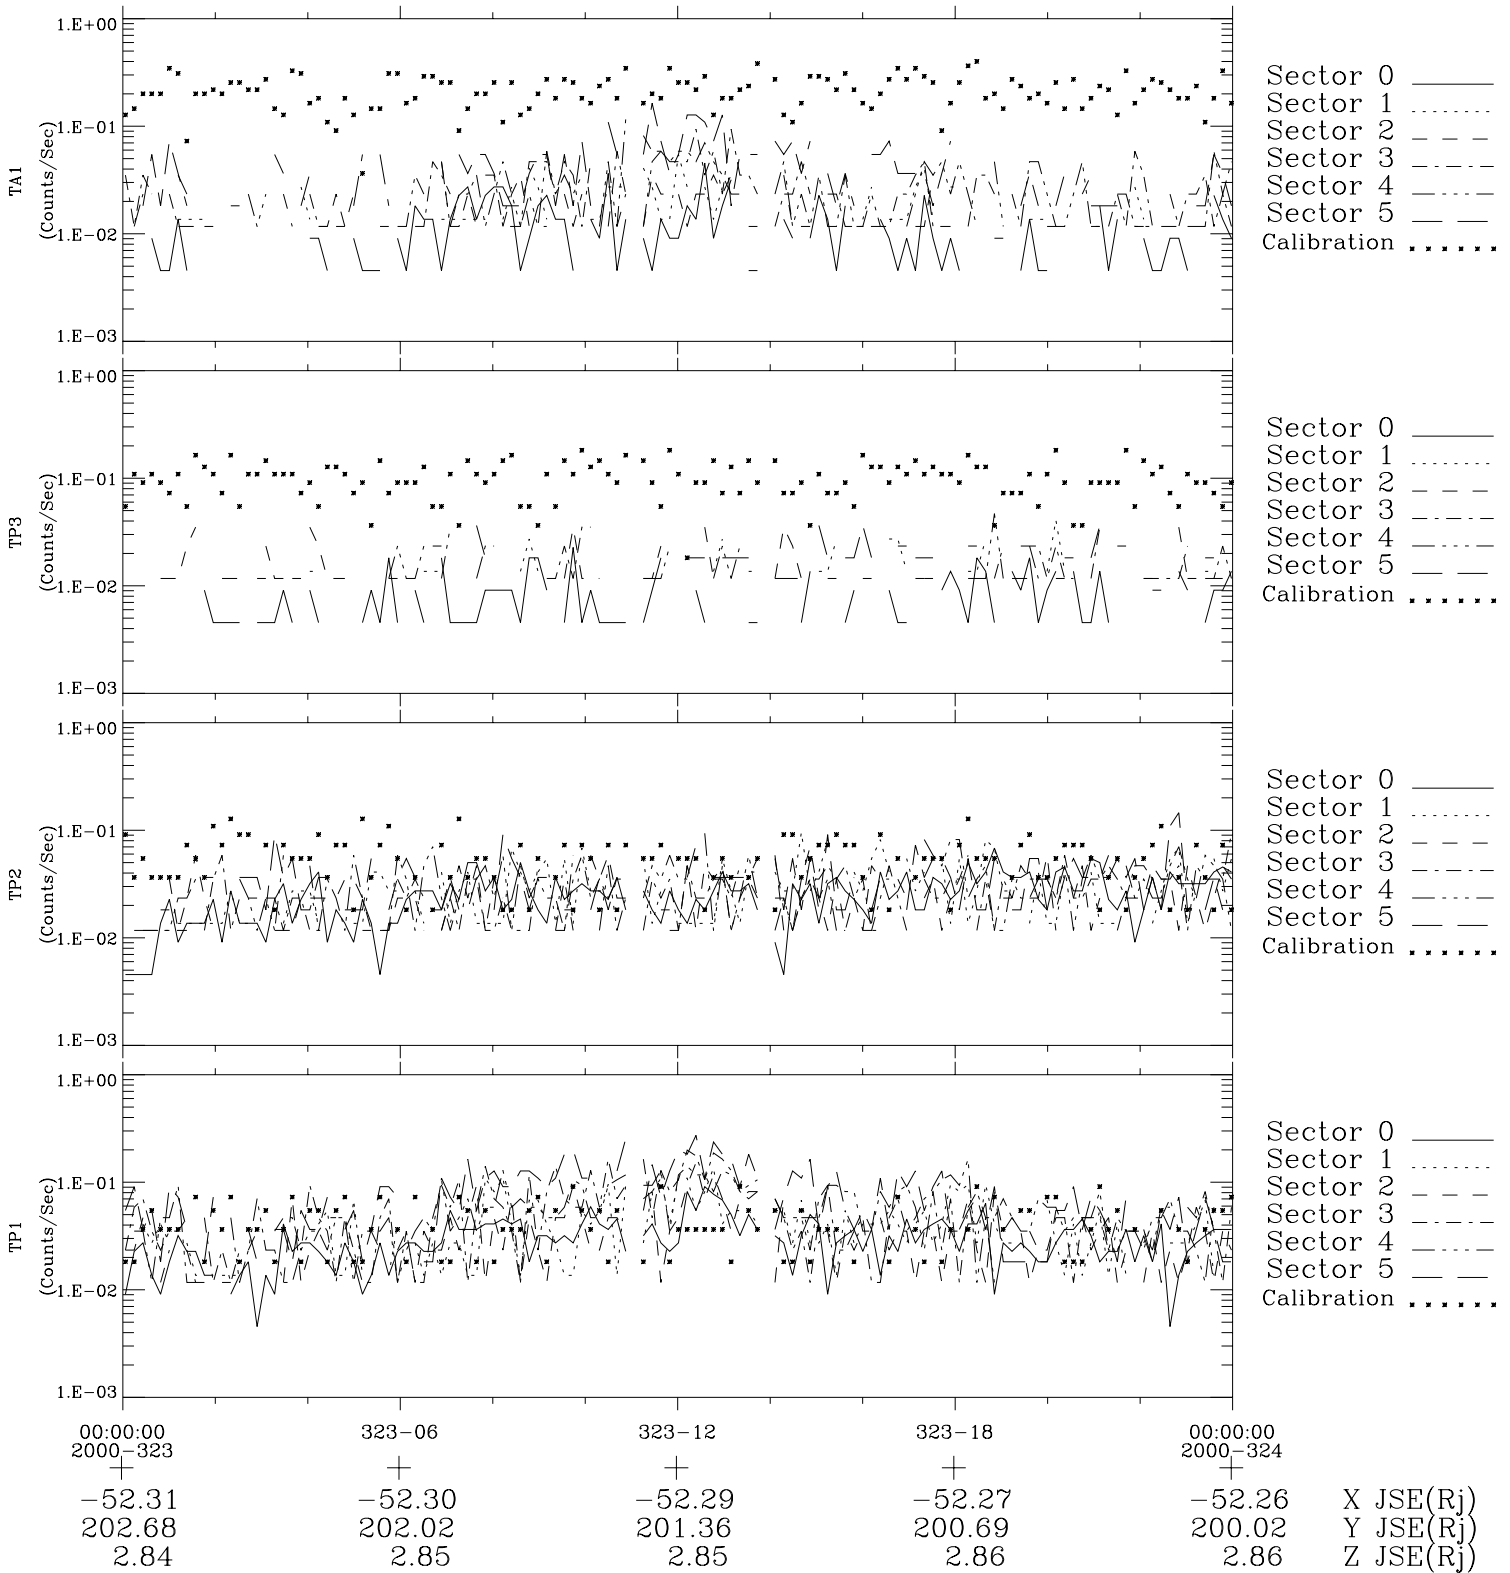 1.E+00
1.E-01
1.E-02
1.E-03
TA1
(Counts/Sec)
Sector 0
Sector 1
Sector 2
Sector 3
Sector 4
Sector 5
Calibration
1.E+00
1.E-01
1.E-02
1.E-03
TP3
(Counts/Sec)
Sector 0
Sector 1
Sector 2
Sector 3
Sector 4
Sector 5
Calibration
1.E+00
1.E-01
1.E-02
1.E-03
TP2
(Counts/Sec)
Sector 0
Sector 1
Sector 2
Sector 3
Sector 4
Sector 5
Calibration
1.E+00
1.E-01
1.E-02
1.E-03
TP1
(Counts/Sec)
Sector 0
Sector 1
Sector 2
Sector 3
Sector 4
Sector 5
Calibration
00:00:00 323-06 323-12 323-18 00:00:00
2000-323 2000-324
-52.31 -52.30 -52.29 -52.27 -52.26 X JSE(Rj)
202.68 202.02 201.36 200.69 200.02 Y JSE(Rj)
2.84 2.85 2.85 2.86 2.86 Z JSE(Rj)